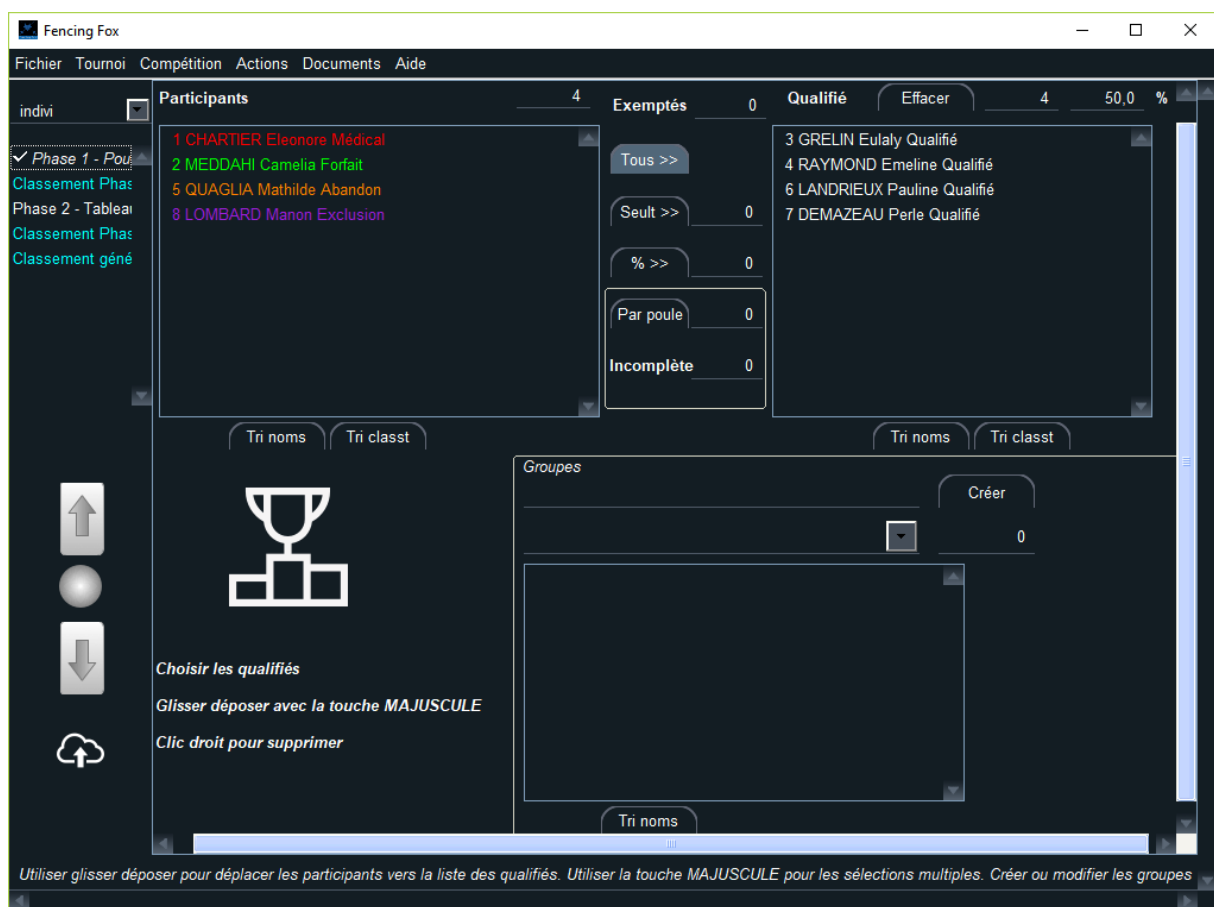 Fencing Fox
Fichier Tournoi Compétition Actions Documents Aide
indivi
✓ Phase 1 - Pou
Classement Phas
Phase 2 - Tableau
Classement Phas
Classement géné
Participants 4
1 CHARTIER Eleonore Médical
2 MEDDAHI Camelia Forfait
5 QUAGLIA Mathilde Abandon
8 LOMBARD Manon Exclusion
Tri noms Tri classt
Exemptés 0
Tous >>
Seult >> 0
% >> 0
Par poule 0
Incomplète 0
Qualifié Effacer 4 50,0 %
3 GRELIN Eulaly Qualifié
4 RAYMOND Emeline Qualifié
6 LANDRIEUX Pauline Qualifié
7 DEMAZEAU Perle Qualifié
Tri noms Tri classt
Choisir les qualifiés
Glisser déposer avec la touche MAJUSCULE
Clic droit pour supprimer
Groupes
Créer
0
Tri noms
Utiliser glisser déposer pour déplacer les participants vers la liste des qualifiés. Utiliser la touche MAJUSCULE pour les sélections multiples. Créer ou modifier les groupes